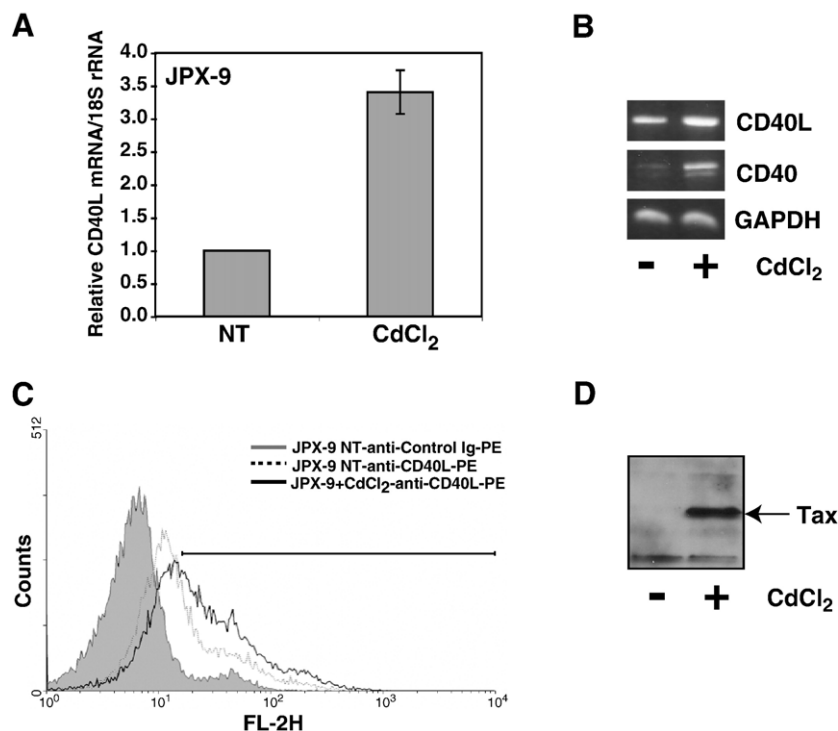 A
Relative CD40L mRNA/18S rRNA
4.0
3.5
3.0
2.5
2.0
1.5
1.0
0.5
0.0
JPX-9
NT
CdCl2
B
CD40L
CD40
GAPDH
- + CdCl2
C
Counts
512
0
JPX-9 NT-anti-Control Ig-PE
JPX-9 NT-anti-CD40L-PE
JPX-9+CdCl2-anti-CD40L-PE
10^0 10^1 10^2 10^3 10^4
FL-2H
D
Tax
- + CdCl2